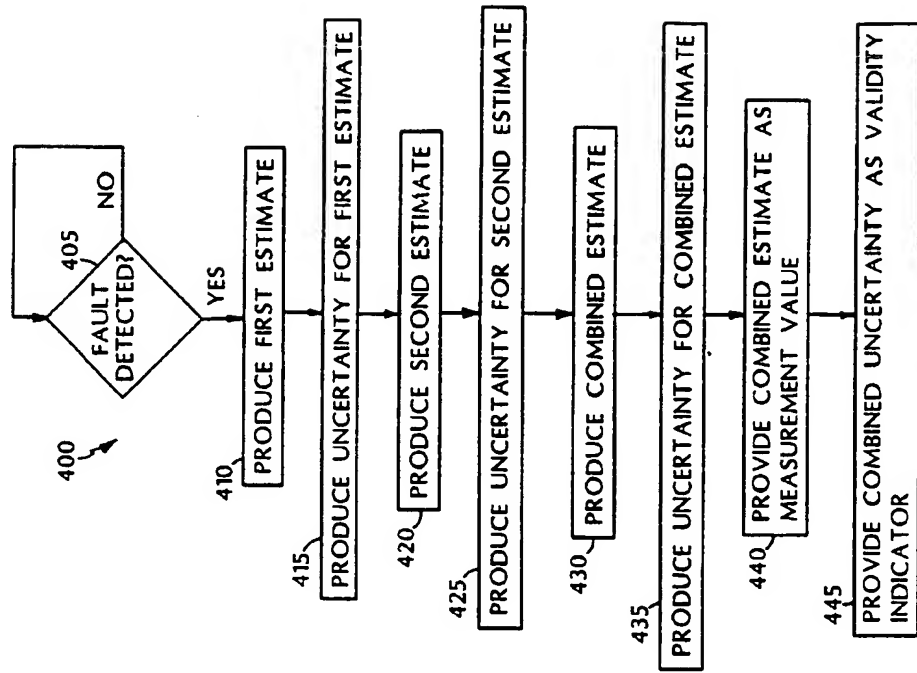 400
FAULT
DETECTED?
405
NO
YES
410
PRODUCE FIRST ESTIMATE
415
PRODUCE UNCERTAINTY FOR FIRST ESTIMATE
420
PRODUCE SECOND ESTIMATE
425
PRODUCE UNCERTAINTY FOR SECOND ESTIMATE
430
PRODUCE COMBINED ESTIMATE
435
PRODUCE UNCERTAINTY FOR COMBINED ESTIMATE
440
PROVIDE COMBINED ESTIMATE AS
MEASUREMENT VALUE
445
PROVIDE COMBINED UNCERTAINTY AS VALIDITY
INDICATOR